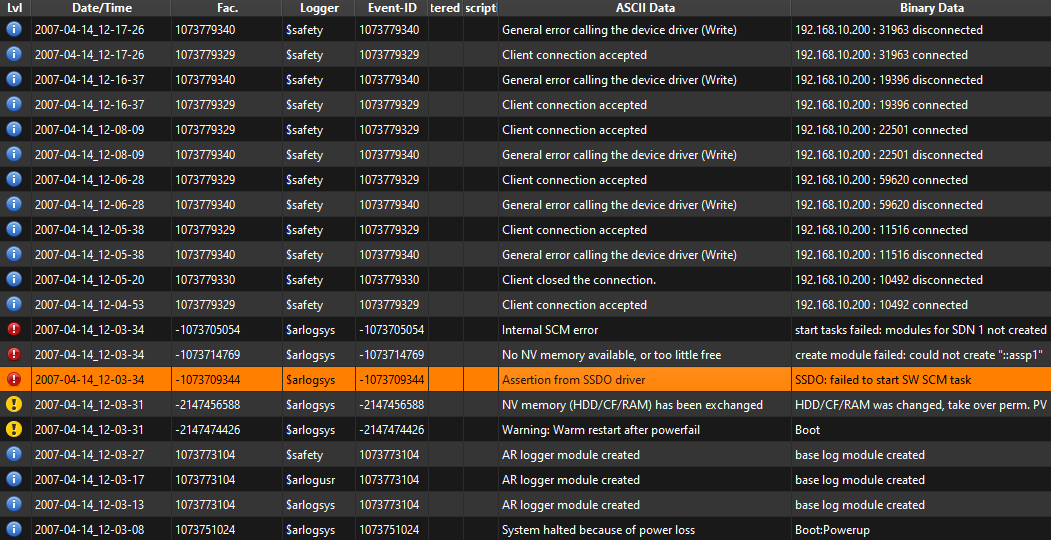 Lvl Date/Time Fac. Logger Event-ID tered script ASCII Data Binary Data
2007-04-14_12-17-26 1073779340 $safety 1073779340 General error calling the device driver (Write) 192.168.10.200 : 31963 disconnected
2007-04-14_12-17-26 1073779329 $safety 1073779329 Client connection accepted 192.168.10.200 : 31963 connected
2007-04-14_12-16-37 1073779340 $safety 1073779340 General error calling the device driver (Write) 192.168.10.200 : 19396 disconnected
2007-04-14_12-16-37 1073779329 $safety 1073779329 Client connection accepted 192.168.10.200 : 19396 connected
2007-04-14_12-08-09 1073779329 $safety 1073779329 Client connection accepted 192.168.10.200 : 22501 connected
2007-04-14_12-08-09 1073779340 $safety 1073779340 General error calling the device driver (Write) 192.168.10.200 : 22501 disconnected
2007-04-14_12-06-28 1073779329 $safety 1073779329 Client connection accepted 192.168.10.200 : 59620 connected
2007-04-14_12-06-28 1073779340 $safety 1073779340 General error calling the device driver (Write) 192.168.10.200 : 59620 disconnected
2007-04-14_12-05-38 1073779329 $safety 1073779329 Client connection accepted 192.168.10.200 : 11516 connected
2007-04-14_12-05-38 1073779340 $safety 1073779340 General error calling the device driver (Write) 192.168.10.200 : 11516 disconnected
2007-04-14_12-05-20 1073779330 $safety 1073779330 Client closed the connection. 192.168.10.200 : 10492 disconnected
2007-04-14_12-04-53 1073779329 $safety 1073779329 Client connection accepted 192.168.10.200 : 10492 connected
2007-04-14_12-03-34 -1073705054 $arlogsys -1073705054 Internal SCM error start tasks failed: modules for SDN 1 not created
2007-04-14_12-03-34 -1073714769 $arlogsys -1073714769 No NV memory available, or too little free create module failed: could not create "::assp1"
2007-04-14_12-03-34 -1073709344 $arlogsys -1073709344 Assertion from SSDO driver SSDO: failed to start SW SCM task
2007-04-14_12-03-31 -2147456588 $arlogsys -2147456588 NV memory (HDD/CF/RAM) has been exchanged HDD/CF/RAM was changed, take over perm. PV
2007-04-14_12-03-31 -2147474426 $arlogsys -2147474426 Warning: Warm restart after powerfail Boot
2007-04-14_12-03-27 1073773104 $safety 1073773104 AR logger module created base log module created
2007-04-14_12-03-17 1073773104 $arlogusr 1073773104 AR logger module created base log module created
2007-04-14_12-03-13 1073773104 $arlogsys 1073773104 AR logger module created base log module created
2007-04-14_12-03-08 1073751024 $arlogsys 1073751024 System halted because of power loss Boot:Powerup